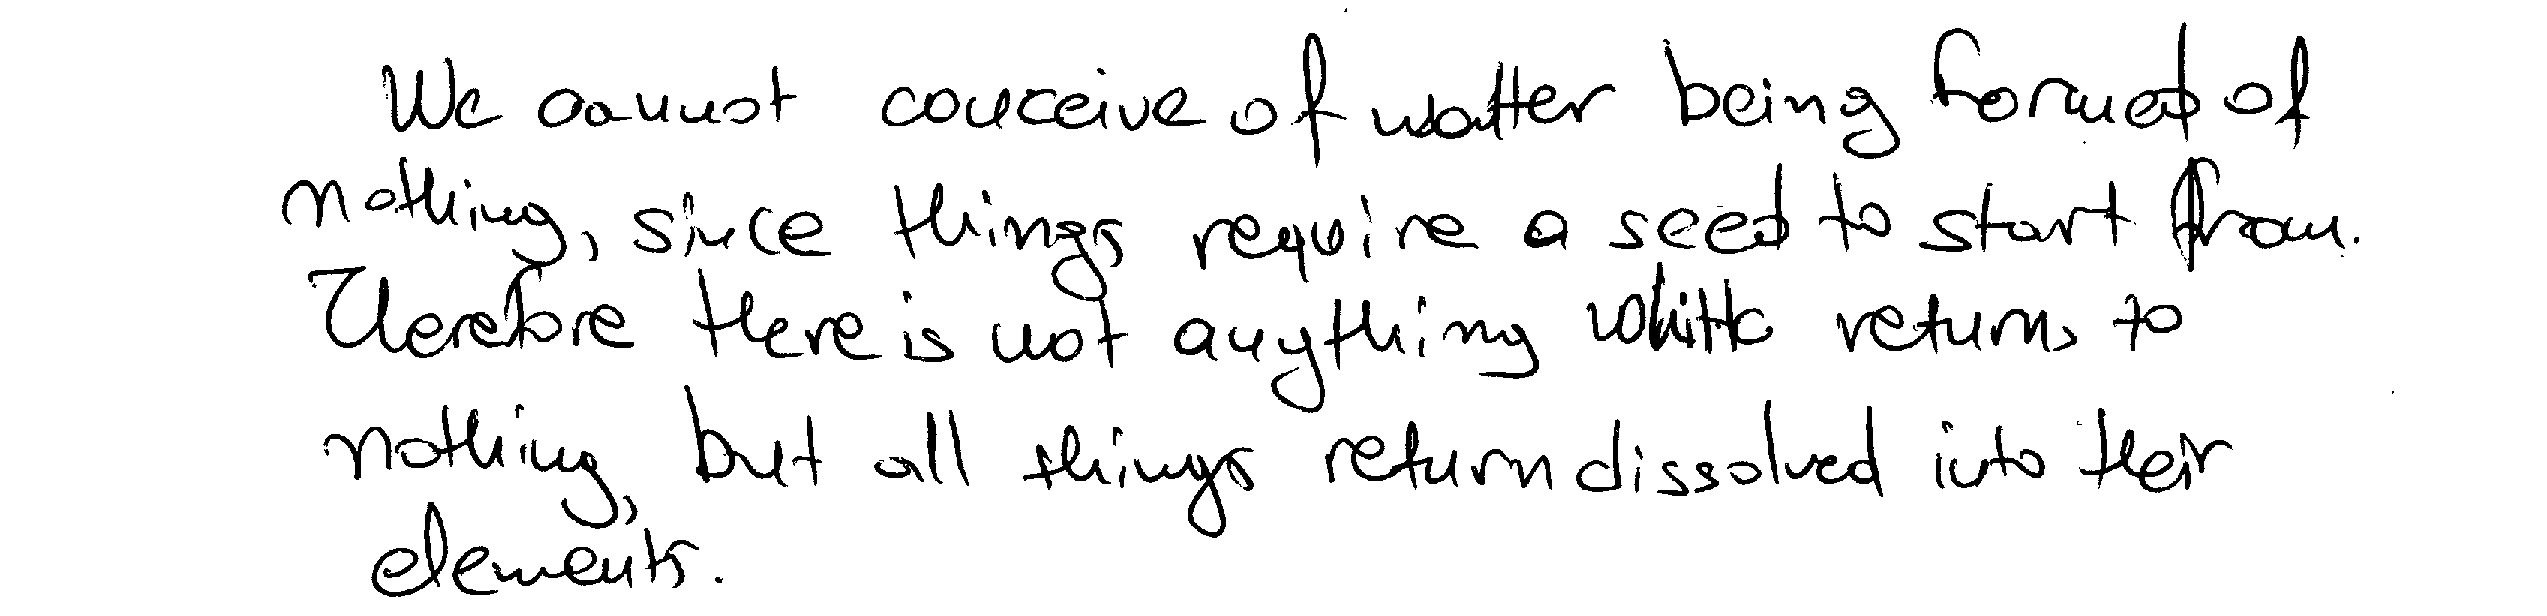 We cannot conceive of matter being formed of
nothing, since things require a seed to start from.
Therefore there is not anything which returns to
nothing, but all things return dissolved into their
elements.